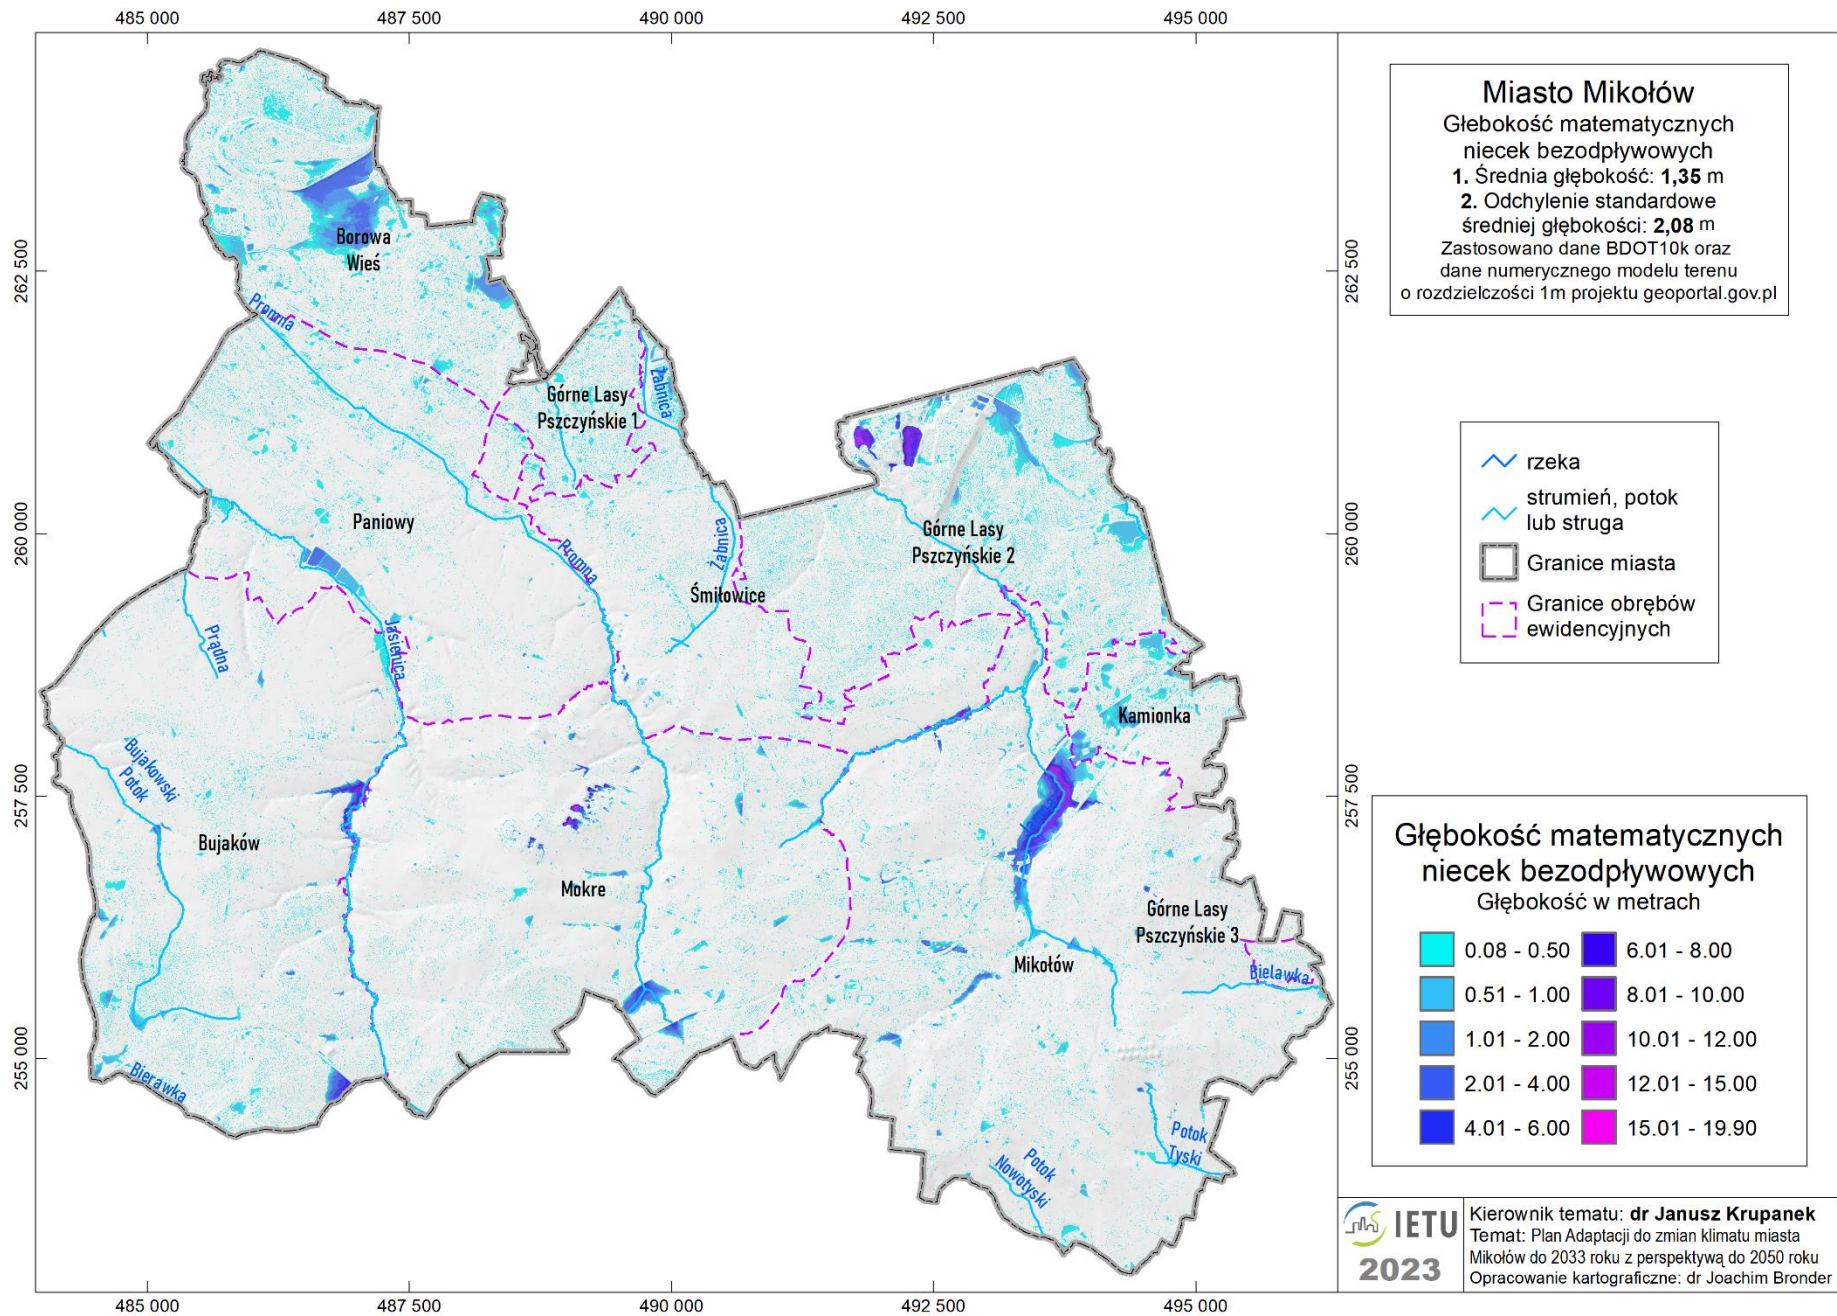 485 000
487 500
490 000
492 500
495 000
262 500
260 000
257 500
255 000
262 500
260 000
257 500
255 000
Borowa
Wieś
Promna
Górne Lasy
Pszczyńskie 1
Żabnica
Paniowy
Promna
Żabnica
Śmiłowice
Górne Lasy
Pszczyńskie 2
Prądna
Jasienica
Kamionka
Bujakowski
Potok
Bujaków
Mokre
Górne Lasy
Pszczyńskie 3
Mikołów
Bielawka
Bierawka
Potok
Tyski
Potok
Nowotyski
485 000
487 500
490 000
492 500
495 000
Miasto Mikołów
Głebokość matematycznych
niecek bezodpływowych
1. Średnia głębokość: 1,35 m
2. Odchylenie standardowe
średniej głębokości: 2,08 m
Zastosowano dane BDOT10k oraz
dane numerycznego modelu terenu
o rozdzielczości 1m projektu geoportal.gov.pl
rzeka
strumień, potok
lub struga
Granice miasta
Granice obrębów
ewidencyjnych
Głębokość matematycznych
niecek bezodpływowych
Głębokość w metrach
0.08 - 0.50
6.01 - 8.00
0.51 - 1.00
8.01 - 10.00
1.01 - 2.00
10.01 - 12.00
2.01 - 4.00
12.01 - 15.00
4.01 - 6.00
15.01 - 19.90
IETU
2023
Kierownik tematu: dr Janusz Krupanek
Temat: Plan Adaptacji do zmian klimatu miasta
Mikołów do 2033 roku z perspektywą do 2050 roku
Opracowanie kartograficzne: dr Joachim Bronder